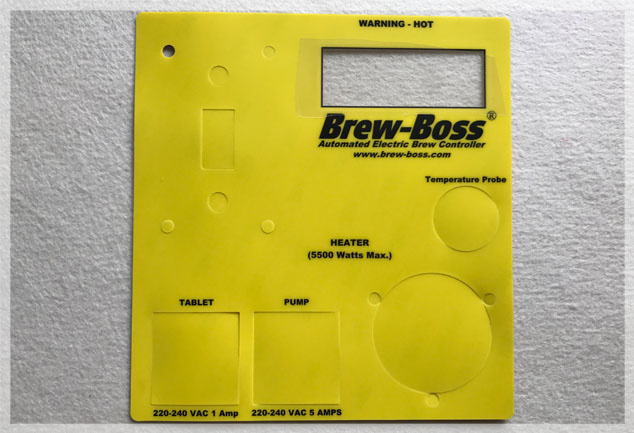 WARNING - HOT
Brew-Boss®
Automated Electric Brew Controller
www.brew-boss.com
Temperature Probe
HEATER
(5500 Watts Max.)
TABLET
PUMP
220-240 VAC 1 Amp
220-240 VAC 5 AMPS